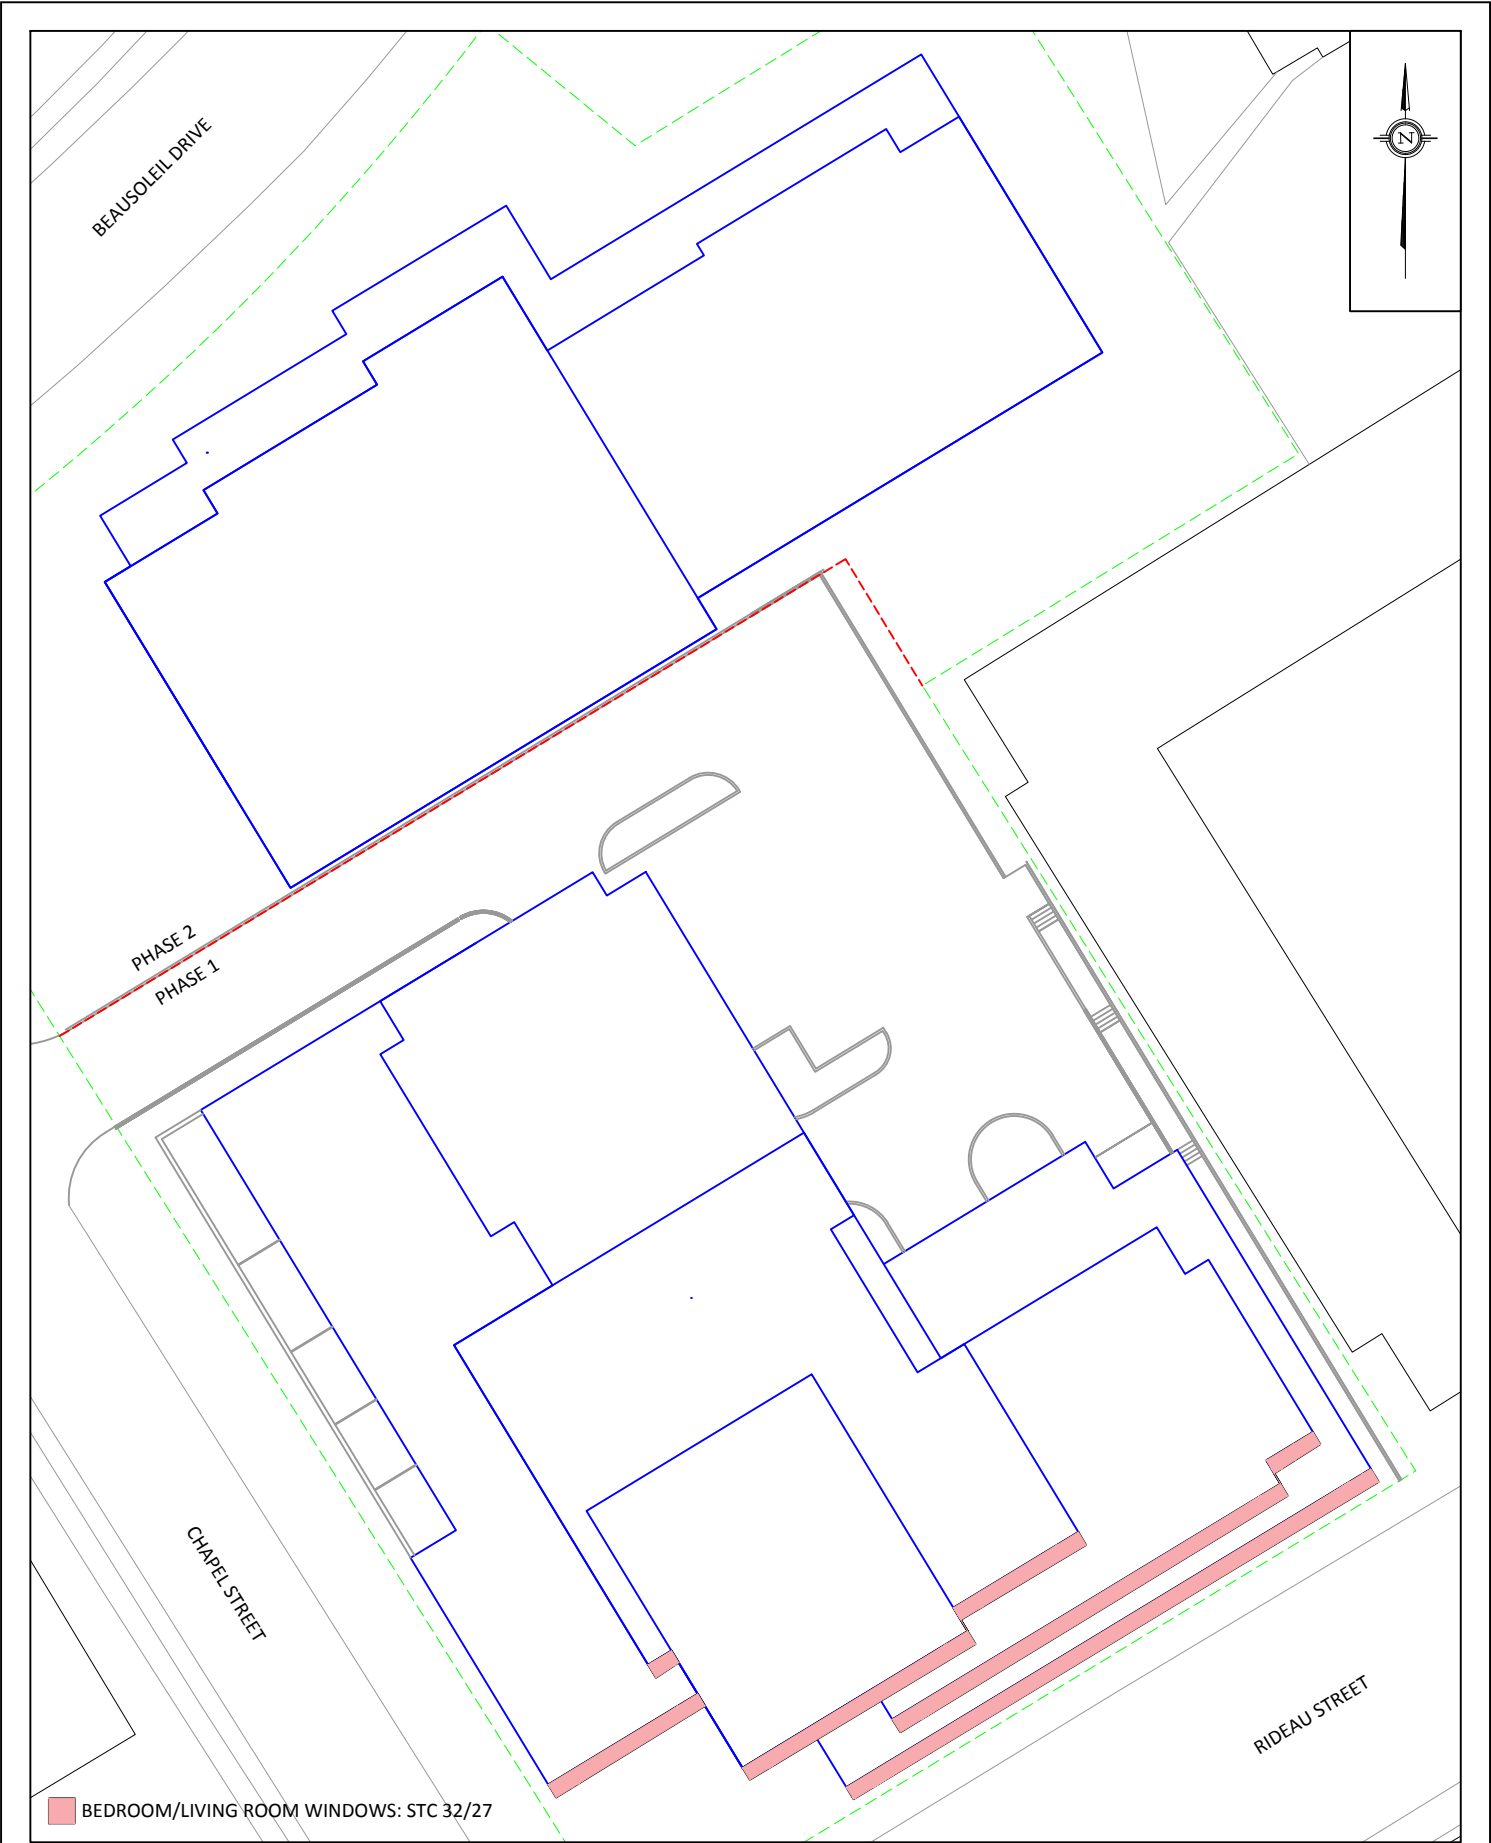 BEAUSOLEIL DRIVE
N
PHASE 2
PHASE 1
CHAPEL STREET
RIDEAU STREET
BEDROOM/LIVING ROOM WINDOWS: STC 32/27